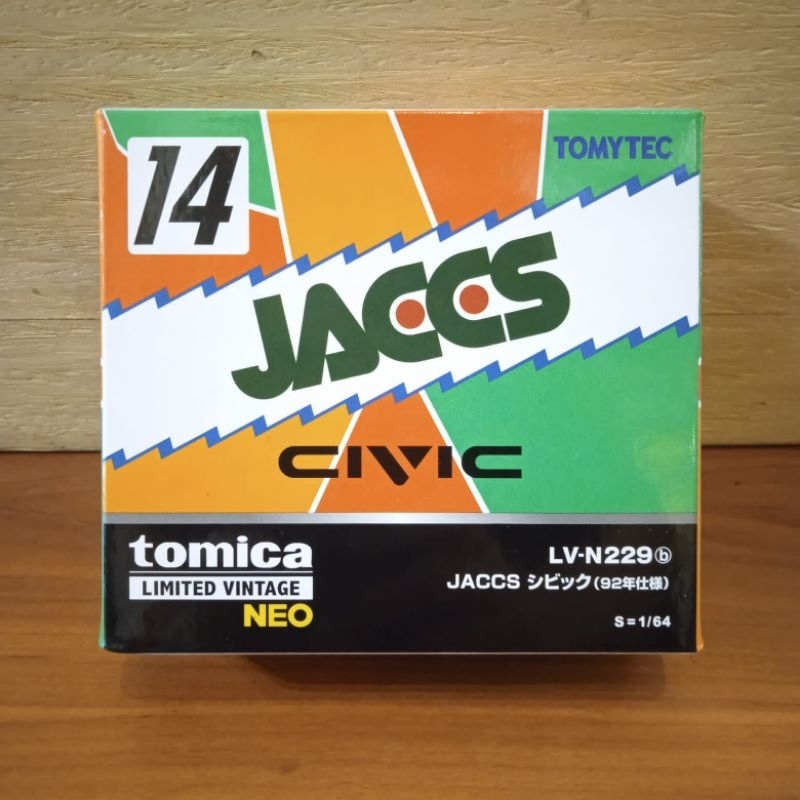 14
TOMYTEC
JACCS
CIVIC
tomica
LIMITED VINTAGE
NEO
LV-N229ⓑ
JACCS シビック(92年仕様)
S=1/64